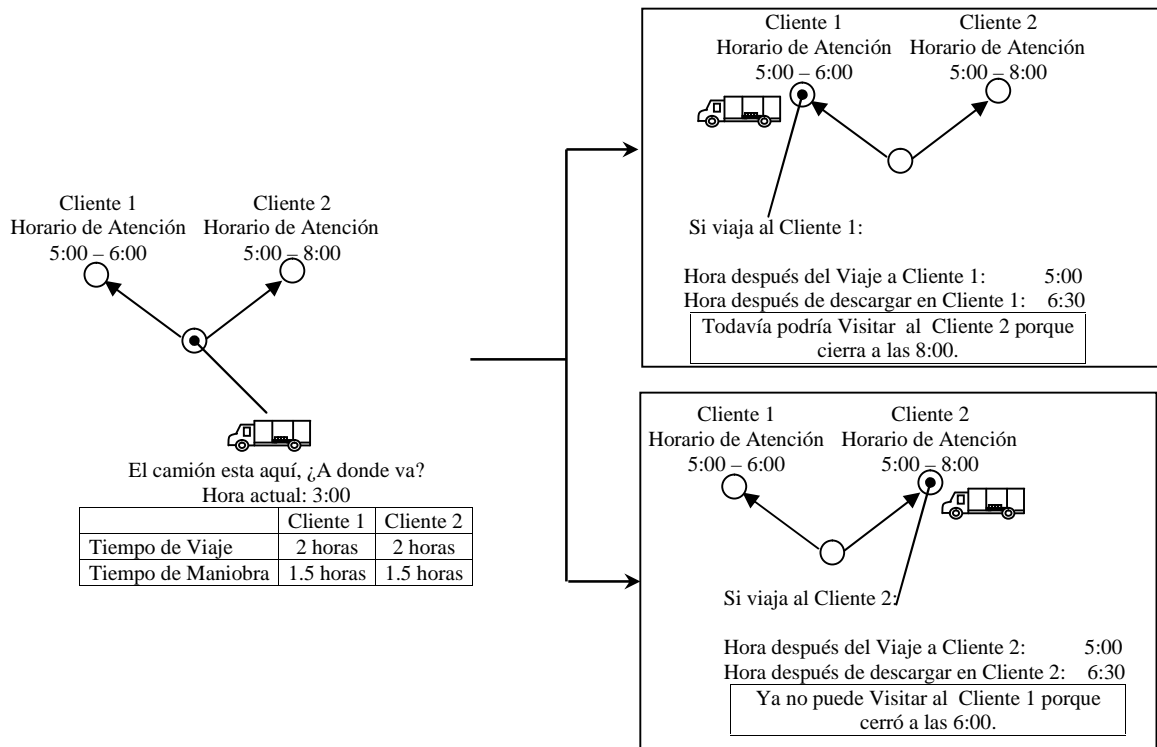 Cliente 1 Cliente 2
Horario de Atención Horario de Atención
5:00 – 6:00 5:00 – 8:00
El camión esta aquí, ¿A donde va?
Hora actual: 3:00
Cliente 1 Cliente 2
Tiempo de Viaje 2 horas 2 horas
Tiempo de Maniobra 1.5 horas 1.5 horas
Cliente 1 Cliente 2
Horario de Atención Horario de Atención
5:00 – 6:00 5:00 – 8:00
Si viaja al Cliente 1:
Hora después del Viaje a Cliente 1: 5:00
Hora después de descargar en Cliente 1: 6:30
Todavía podría Visitar al Cliente 2 porque
cierra a las 8:00.
Cliente 1 Cliente 2
Horario de Atención Horario de Atención
5:00 – 6:00 5:00 – 8:00
Si viaja al Cliente 2:
Hora después del Viaje a Cliente 2: 5:00
Hora después de descargar en Cliente 2: 6:30
Ya no puede Visitar al Cliente 1 porque
cerró a las 6:00.